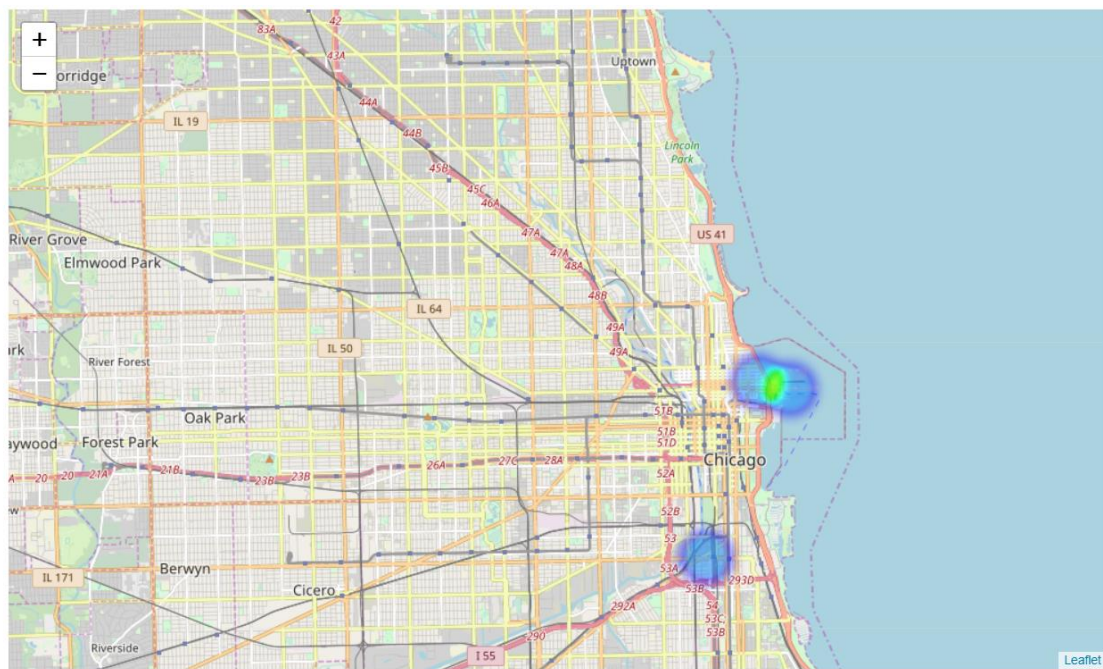 +
−
83A
42
43A
orridge
Uptown
44A
IL 19
44B
Lincoln
Park
45B
45C
46A
River Grove
47A
US 41
Elmwood Park
47A
48A
48B
IL 64
49A
IL 50
49A
ark
River Forest
Oak Park
51B
aywood
Forest Park
51B
51D
26A
27C
28A
Chicago
A
20
20
21A
21B
23B
23B
52A
52B
ew
53
Berwyn
53A
IL 171
Cicero
53B
293D
292A
54
53C,
53B
290
Riverside
I 55
Leaflet